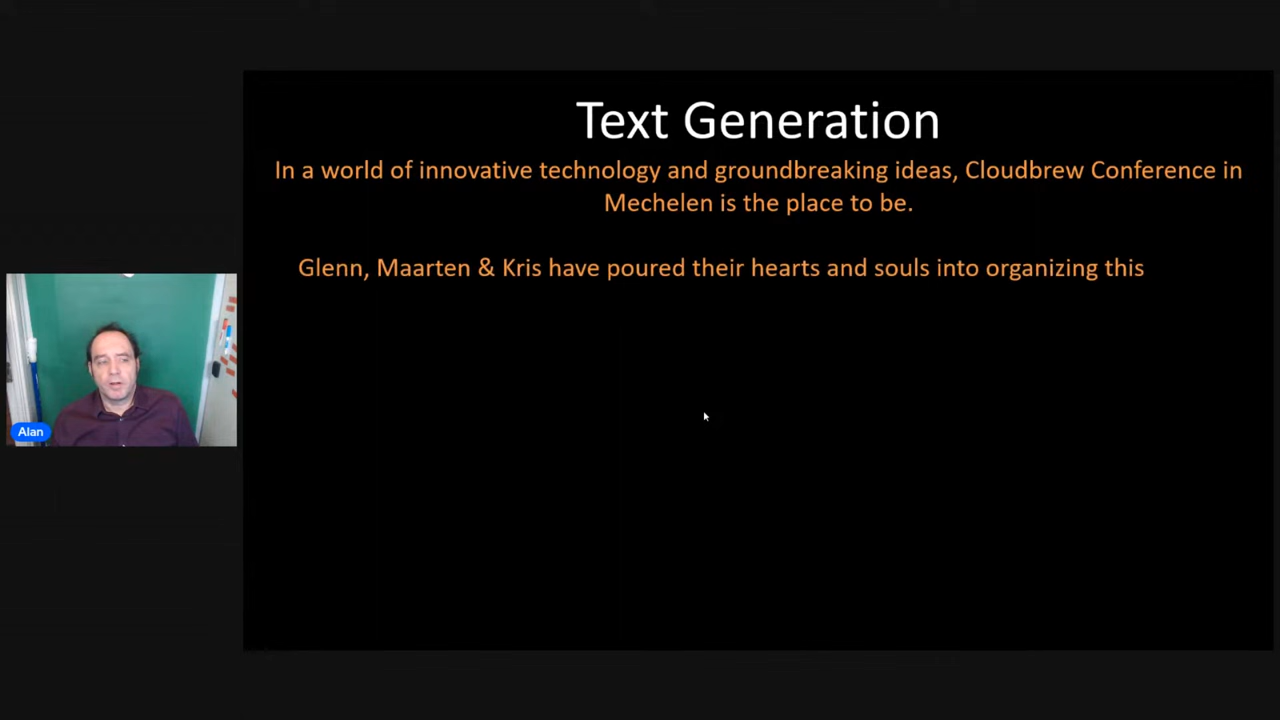 Text Generation
In a world of innovative technology and groundbreaking ideas, Cloudbrew Conference in
Mechelen is the place to be.
Glenn, Maarten & Kris have poured their hearts and souls into organizing this
Alan